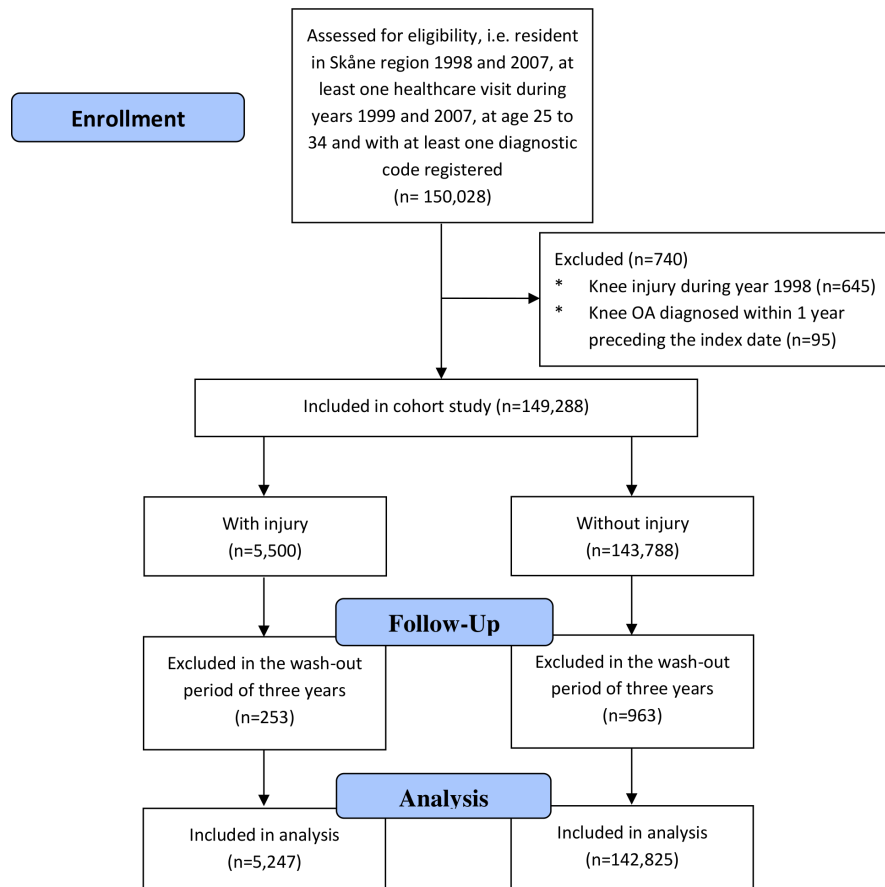 Assessed for eligibility, i.e. resident
in Skåne region 1998 and 2007, at
least one healthcare visit during
years 1999 and 2007, at age 25 to
34 and with at least one diagnostic
code registered
(n= 150,028)
Enrollment
Excluded (n=740)
* Knee injury during year 1998 (n=645)
* Knee OA diagnosed within 1 year
preceding the index date (n=95)
Included in cohort study (n=149,288)
With injury
(n=5,500)
Without injury
(n=143,788)
Follow-Up
Excluded in the wash-out
period of three years
(n=253)
Excluded in the wash-out
period of three years
(n=963)
Analysis
Included in analysis
(n=5,247)
Included in analysis
(n=142,825)